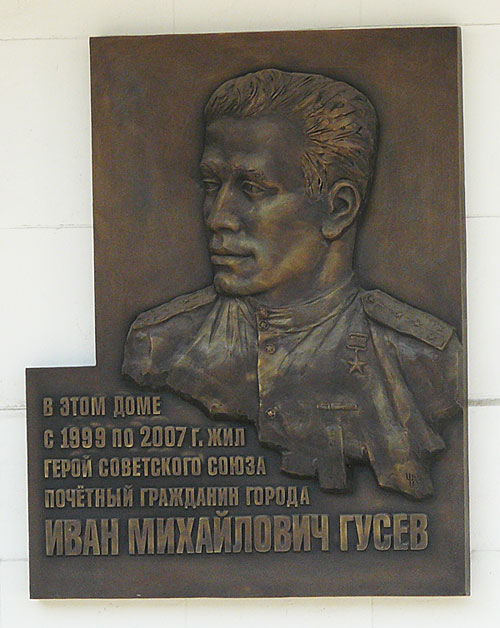 В ЭТОМ ДОМЕ
С 1999 ПО 2007 Г. ЖИЛ
ГЕРОЙ СОВЕТСКОГО СОЮЗА
ПОЧЁТНЫЙ ГРАЖДАНИН ГОРОДА
ИВАН МИХАЙЛОВИЧ ГУСЕВ